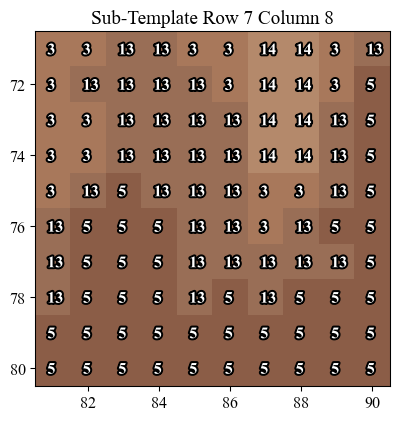 Sub-Template Row 7 Column 8
3 3 13 13 3 3 14 14 3 13
72 3 13 13 13 13 3 14 14 3 5
3 3 13 13 13 13 14 14 13 5
74 3 3 13 13 13 13 14 14 13 5
3 13 5 13 13 13 3 3 13 5
76 13 5 5 5 13 13 3 13 5 5
13 5 5 5 13 13 13 13 13 5
78 13 5 5 5 13 5 13 5 5 5
5 5 5 5 5 5 5 5 5 5
80 5 5 5 5 5 5 5 5 5 5
82 84 86 88 90